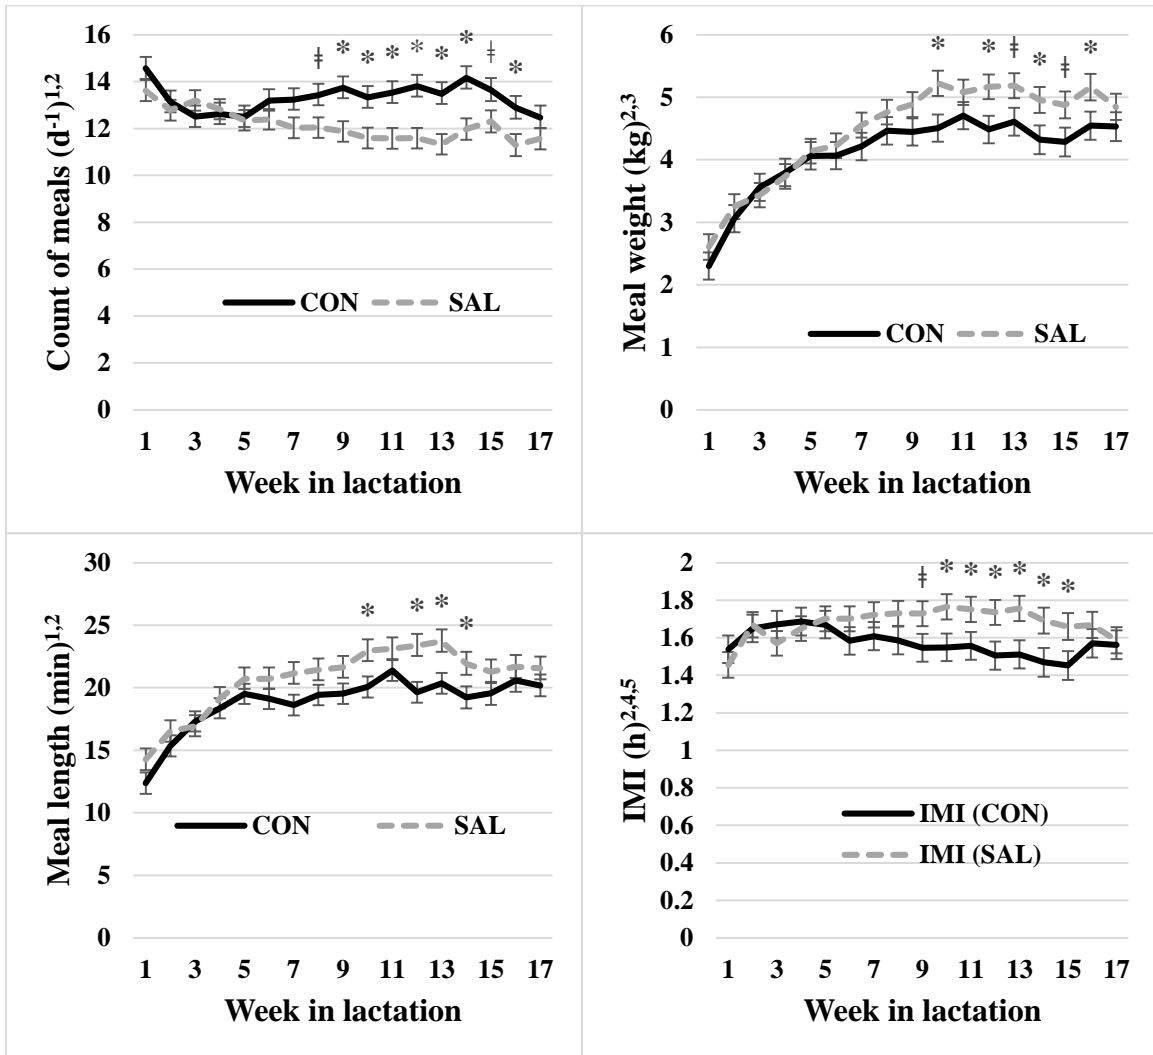 Count of meals (d-1)1,2
16
14
12
10
8
6
4
2
0
ǂ * * * * * * ǂ *
CON SAL
1 3 5 7 9 11 13 15 17
Week in lactation
Meal weight (kg)2,3
6
5
4
3
2
1
0
* * ǂ * ǂ *
CON SAL
1 3 5 7 9 11 13 15 17
Week in lactation
Meal length (min)1,2
30
25
20
15
10
5
0
* * * *
CON SAL
1 3 5 7 9 11 13 15 17
Week in lactation
IMI (h)2,4,5
2
1.8
1.6
1.4
1.2
1
0.8
0.6
0.4
0.2
0
ǂ * * * * * *
IMI (CON)
IMI (SAL)
1 3 5 7 9 11 13 15 17
Week in lactation